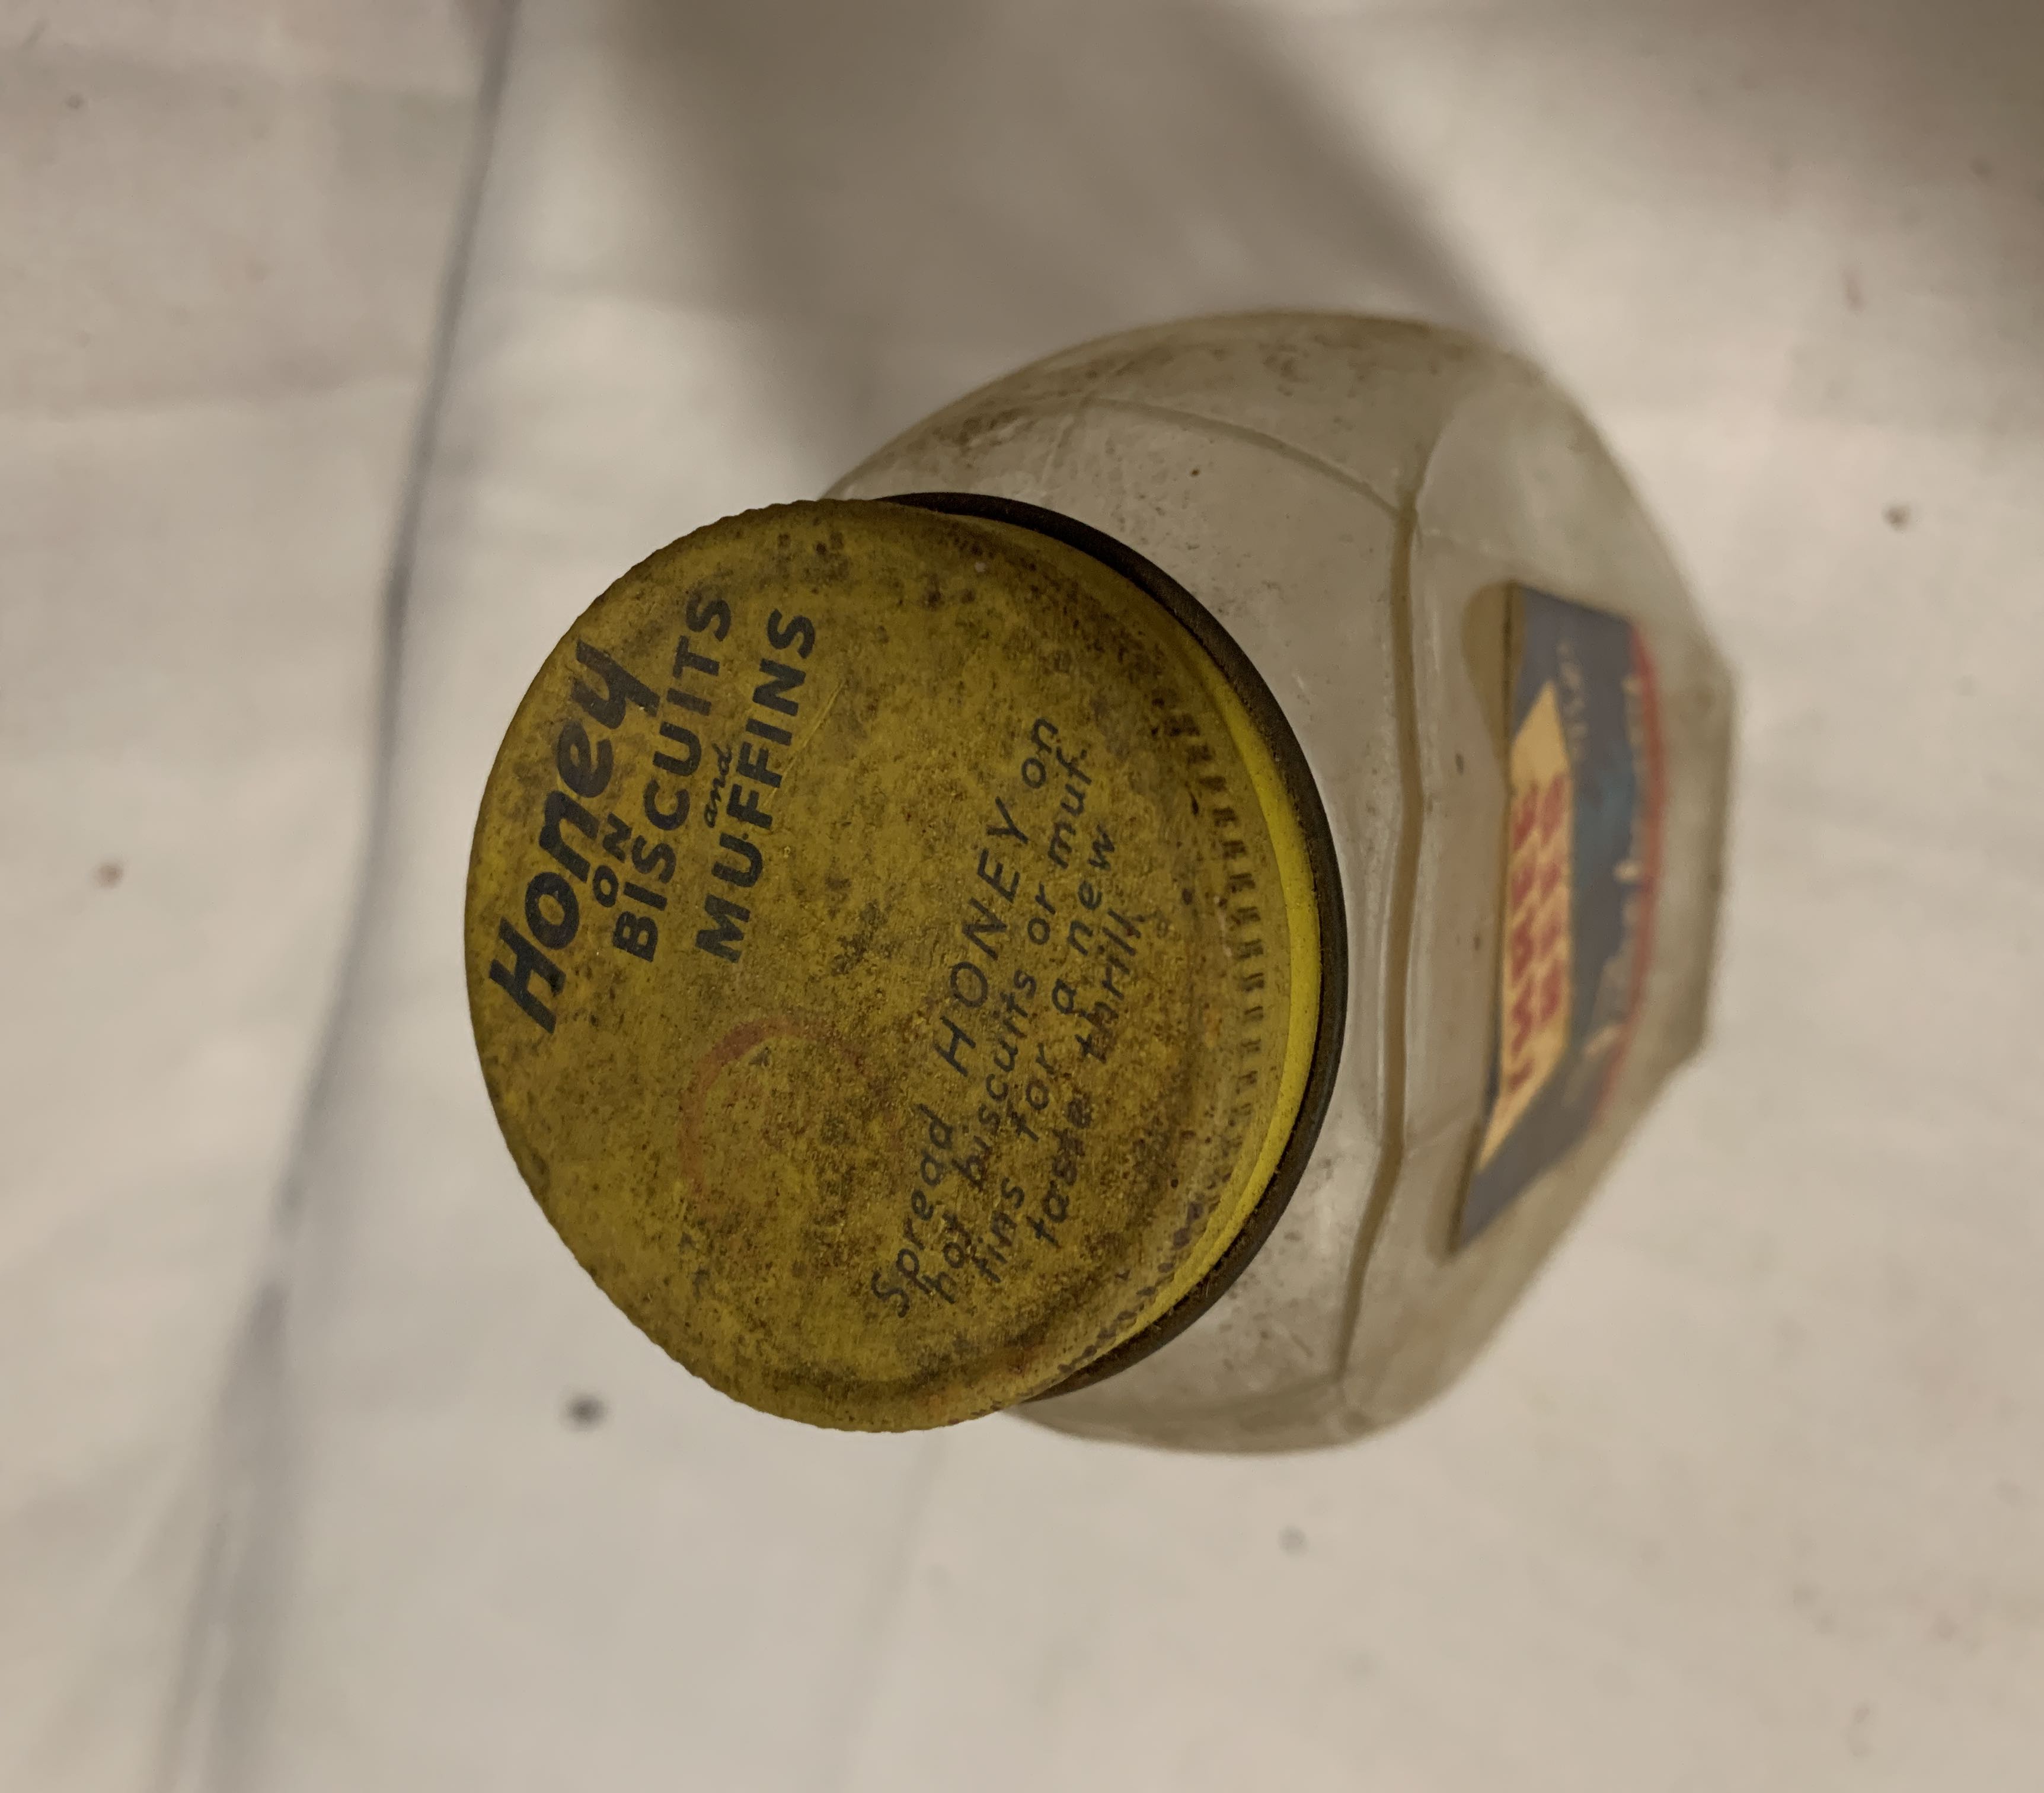 Honey
ON
BISCUITS
and
MUFFINS
Spread HONEY on
hot biscuits or muf-
fins for a new
taste thrill.